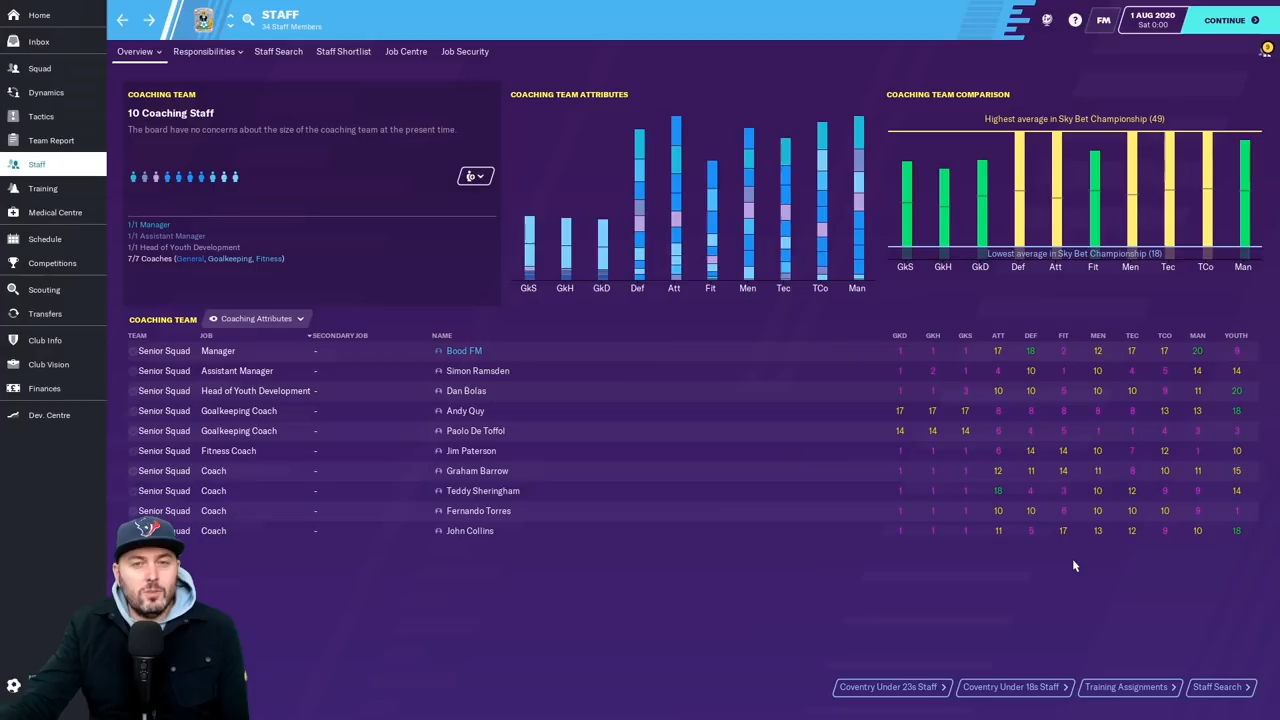 Home
Inbox
Squad
Dynamics
Tactics
Team Report
Staff
Training
Medical Centre
Schedule
Competitions
Scouting
Transfers
Club Info
Club Vision
Finances
Dev. Centre
STAFF
34 Staff Members
FM
1 AUG 2020
Sat 0:00
CONTINUE
9
Overview Responsibilities Staff Search Staff Shortlist Job Centre Job Security
COACHING TEAM
10 Coaching Staff
The board have no concerns about the size of the coaching team at the present time.
1/1 Manager
1/1 Assistant Manager
1/1 Head of Youth Development
7/7 Coaches (General, Goalkeeping, Fitness)
COACHING TEAM ATTRIBUTES
GkS GkH GkD Def Att Fit Men Tec TCo Man
COACHING TEAM COMPARISON
Highest average in Sky Bet Championship (49)
Lowest average in Sky Bet Championship (18)
GkS GkH GkD Def Att Fit Men Tec TCo Man
COACHING TEAM Coaching Attributes
TEAM JOB SECONDARY JOB NAME GKD GKH GKS ATT DEF FIT MEN TEC TCO MAN YOUTH
Senior Squad Manager - Bood FM 1 1 1 17 18 2 12 17 17 20 9
Senior Squad Assistant Manager - Simon Ramsden 1 2 1 4 10 1 10 4 5 14 14
Senior Squad Head of Youth Development - Dan Bolas 1 1 3 10 10 5 10 10 9 11 20
Senior Squad Goalkeeping Coach - Andy Quy 17 17 17 8 8 8 8 8 13 13 18
Senior Squad Goalkeeping Coach - Paolo De Toffol 14 14 14 6 4 5 1 1 4 3 3
Senior Squad Fitness Coach - Jim Paterson 1 1 1 6 14 14 10 7 12 1 10
Senior Squad Coach - Graham Barrow 1 1 1 12 11 14 11 8 10 11 15
Senior Squad Coach - Teddy Sheringham 1 1 1 18 4 3 10 12 9 9 14
Senior Squad Coach - Fernando Torres 1 1 1 10 10 6 10 10 10 9 1
Squad Coach - John Collins 1 1 1 11 5 17 13 12 9 10 18
Coventry Under 23s Staff Coventry Under 18s Staff Training Assignments Staff Search